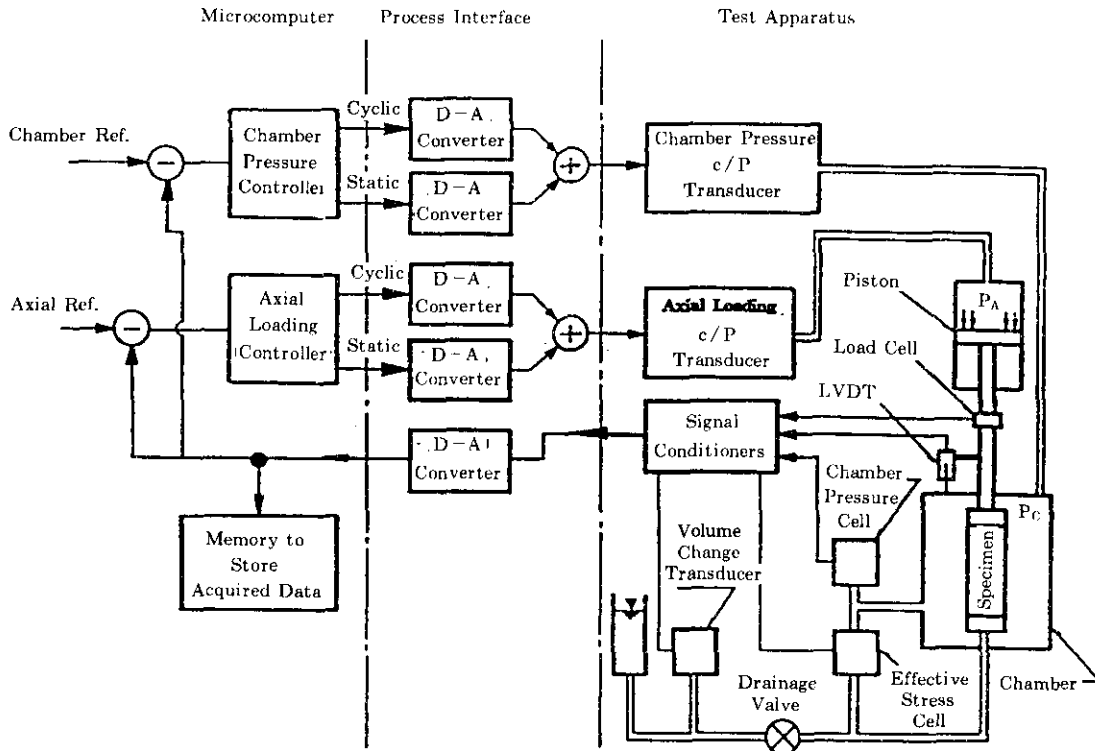 Microcomputer
Process Interface
Test Apparatus
Chamber Ref.
−
Chamber
Pressure
Controller
Cyclic
Static
D-A
Converter
D-A
Converter
+
Chamber Pressure
c/P
Transducer
Axial Ref.
−
Axial
Loading
Controller
Cyclic
Static
D-A
Converter
D-A
Converter
+
Axial Loading
c/P
Transducer
Piston
PA
Load Cell
LVDT
D-A
Converter
Signal
Conditioners
Chamber
Pressure
Cell
PC
Memory to
Store
Acquired Data
Volume
Change
Transducer
Specimen
Drainage
Valve
Effective
Stress
Cell
Chamber